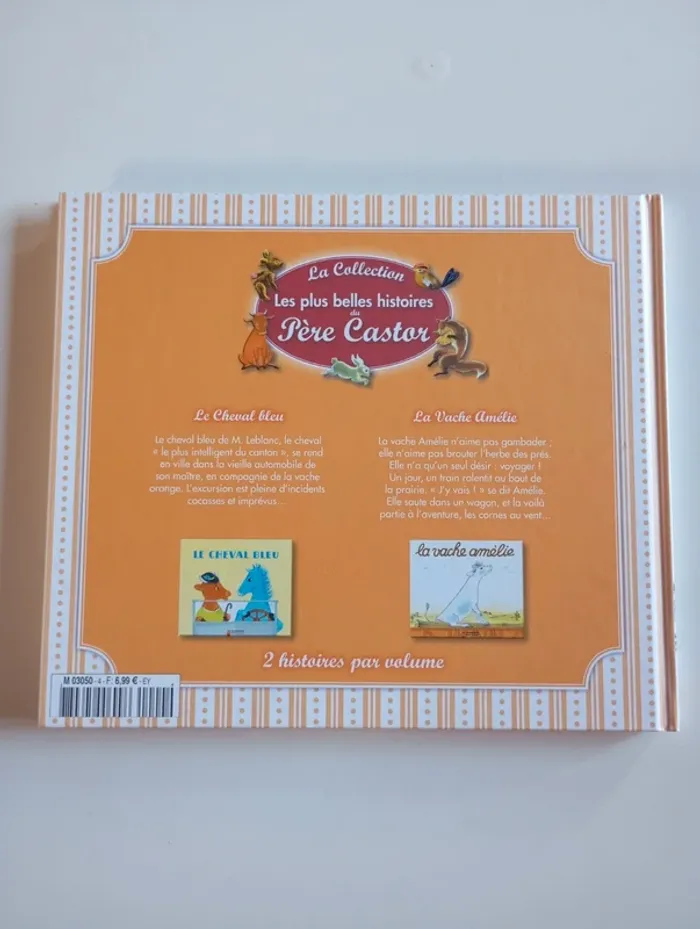 La Collection
Les plus belles histoires
du
Père Castor
Le Cheval bleu
Le cheval bleu de M. Leblanc, le cheval
« le plus intelligent du canton », se rend
en ville dans la vieille automobile de
son maître, en compagnie de la vache
orange. L'excursion est pleine d'incidents
cocasses et imprévus...
LE CHEVAL BLEU
La Vache Amélie
La vache Amélie n'aime pas gambader ;
elle n'aime pas brouter l'herbe des prés.
Elle n'a qu'un seul désir : voyager !
Un jour, un train ralentit au bout de
la prairie. « J'y vais ! » se dit Amélie.
Elle saute dans un wagon, et la voilà
partie à l'aventure, les cornes au vent...
la vache amélie
2 histoires par volume
M 03050 - 4 - F: 6,99 € - EY